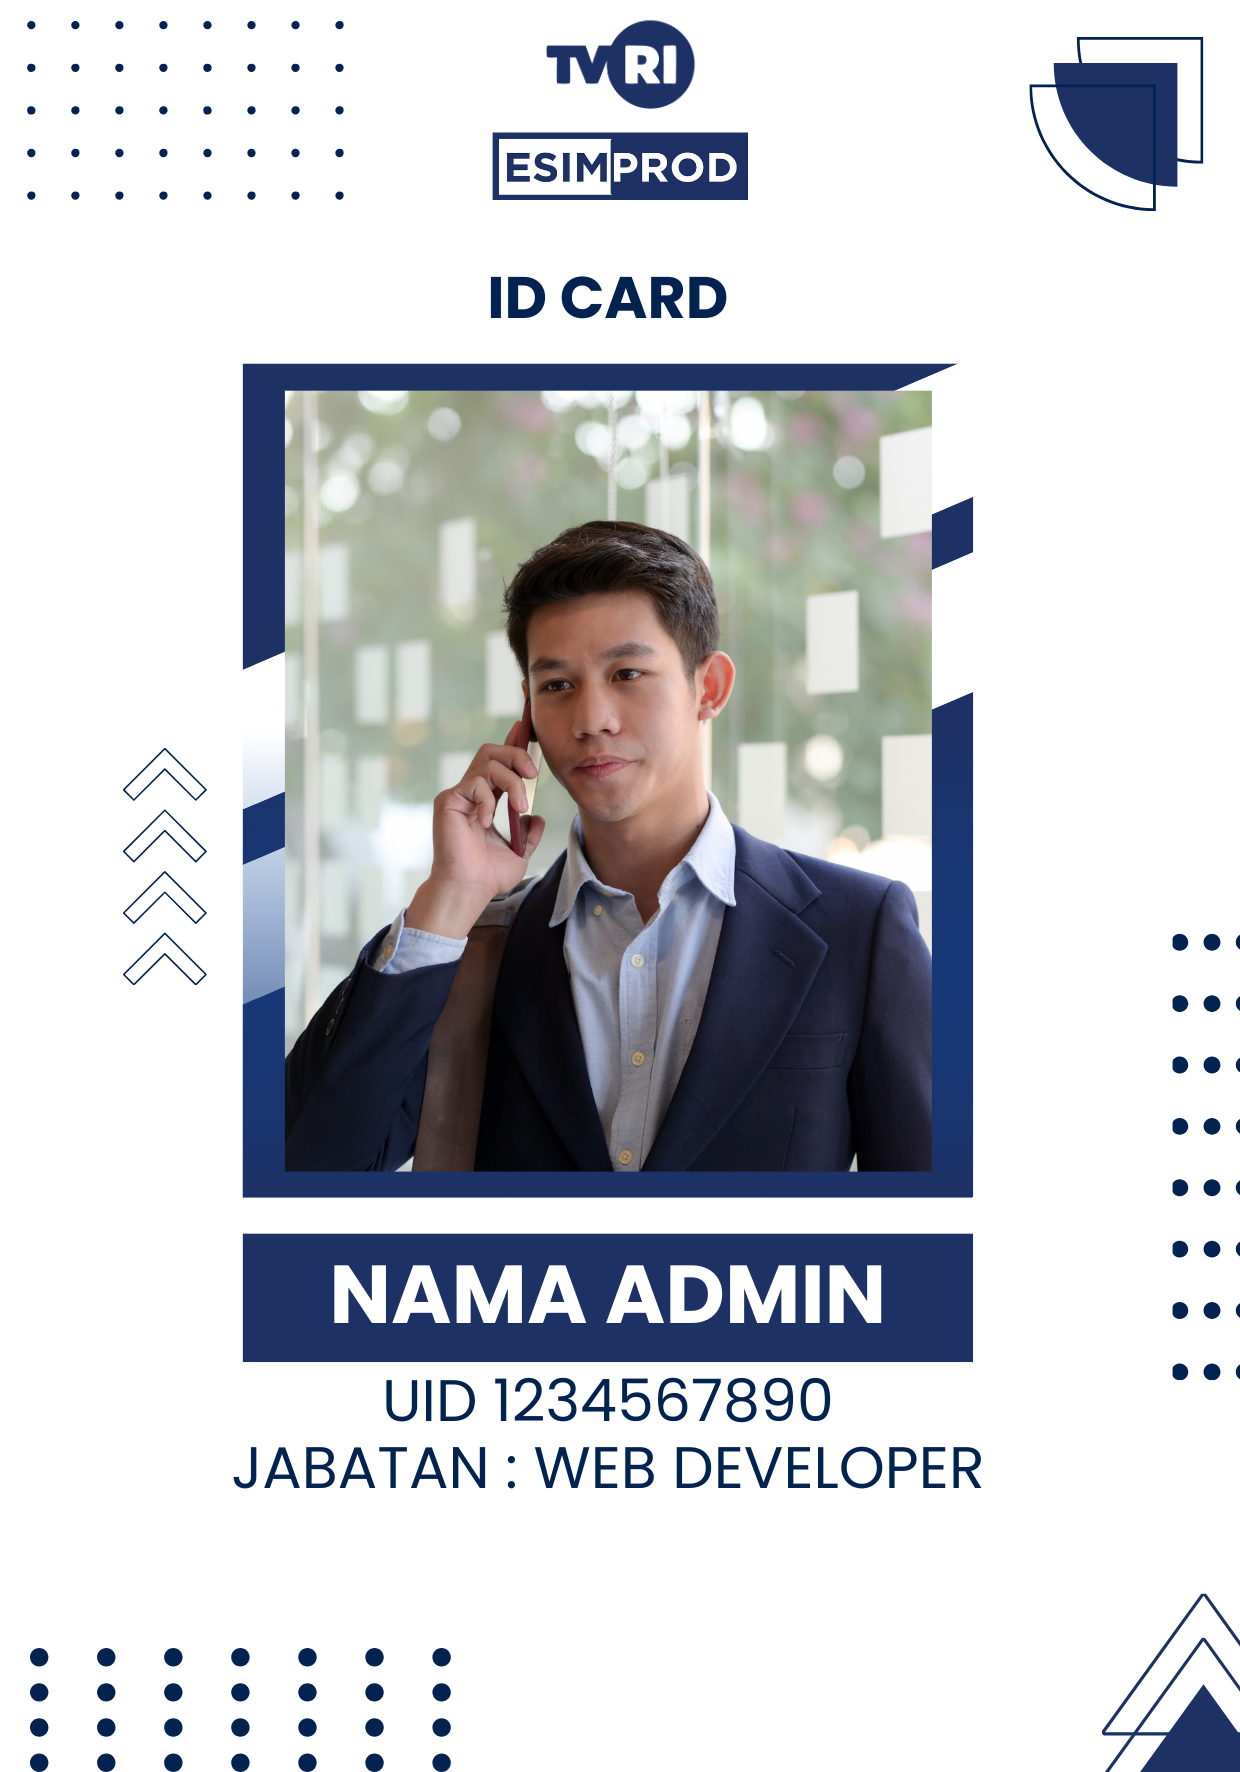 TVRI
ESIMPROD
ID CARD
NAMA ADMIN
UID 1234567890
JABATAN : WEB DEVELOPER